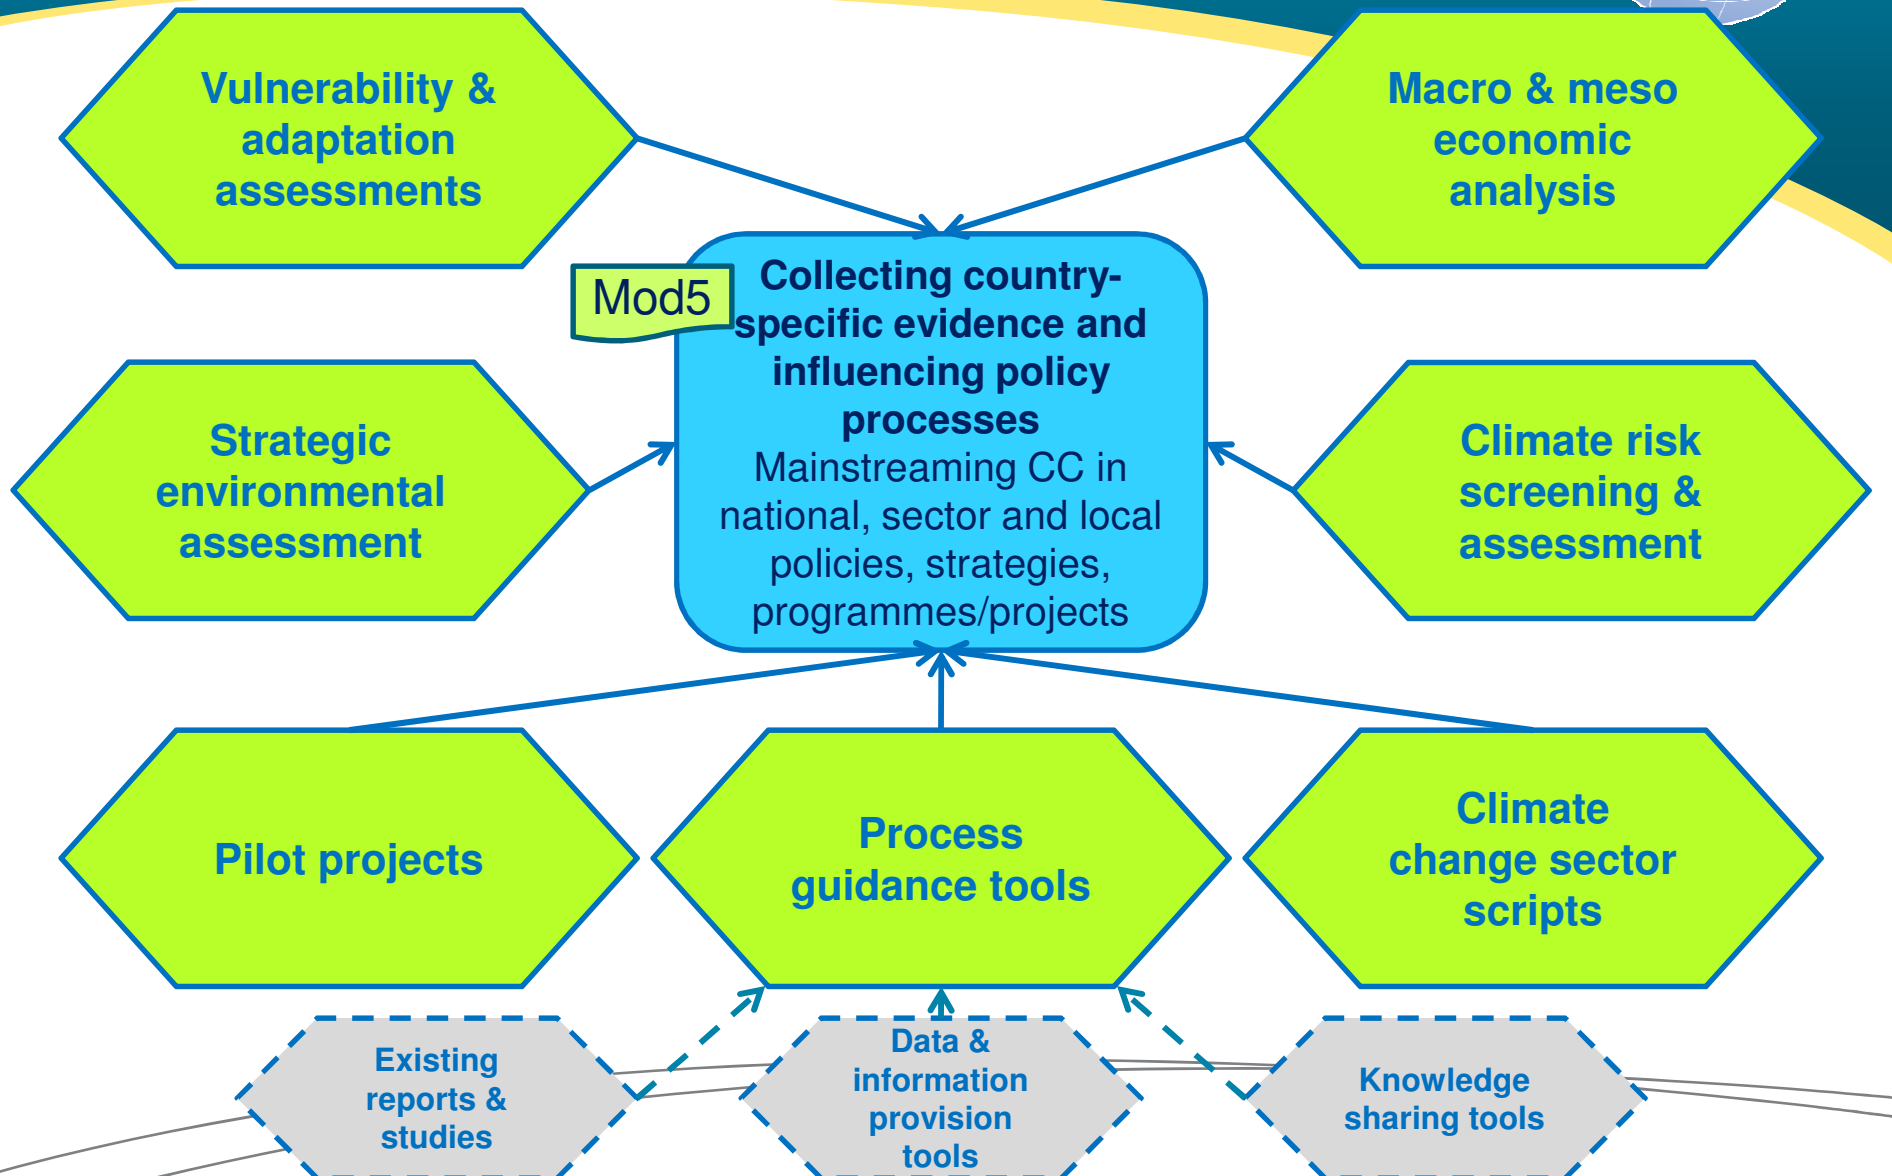 Vulnerability &
adaptation
assessments
Macro & meso
economic
analysis
Mod5
Collecting country-
specific evidence and
influencing policy
processes
Mainstreaming CC in
national, sector and local
policies, strategies,
programmes/projects
Strategic
environmental
assessment
Climate risk
screening &
assessment
Pilot projects
Process
guidance tools
Climate
change sector
scripts
Existing
reports &
studies
Data &
information
provision
tools
Knowledge
sharing tools